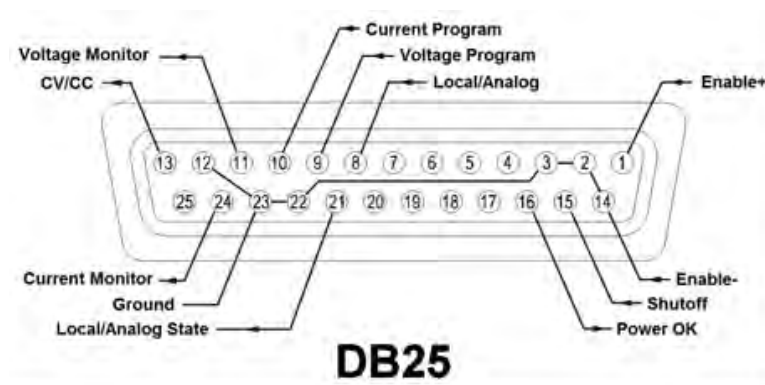 Current Program
Voltage Monitor
Voltage Program
CV/CC
Local/Analog
Enable+
13 12 11 10 9 8 7 6 5 4 3 2 1
25 24 23 22 21 20 19 18 17 16 15 14
Current Monitor
Enable-
Ground
Shutoff
Local/Analog State
Power OK
DB25